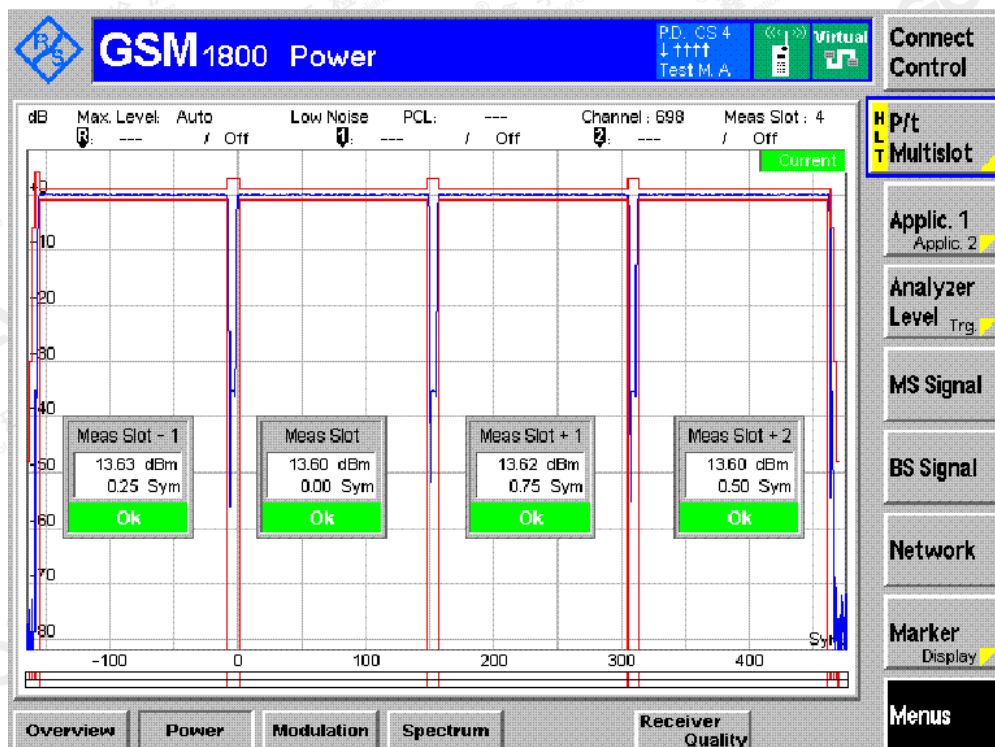 R/S
GSM 1800 Power
P.D. CS 4
↓ ↑↑↑↑
Test M. A
Virtual
Connect Control
dB Max. Level: Auto Low Noise PCL: --- Channel : 698 Meas Slot : 4
R: --- / Off 1: --- / Off 2: --- / Off
Current
+0
-10
-20
-30
-40
-50
-60
-70
-80
Meas Slot - 1
13.63 dBm
0.25 Sym
Ok
Meas Slot
13.60 dBm
0.00 Sym
Ok
Meas Slot + 1
13.62 dBm
0.75 Sym
Ok
Meas Slot + 2
13.60 dBm
0.50 Sym
Ok
Sym
-100 0 100 200 300 400
HLT
P/t
Multislot
Applic. 1
Applic. 2
Analyzer
Level Trg.
MS Signal
BS Signal
Network
Marker
Display
Menus
Overview Power Modulation Spectrum Receiver
Quality